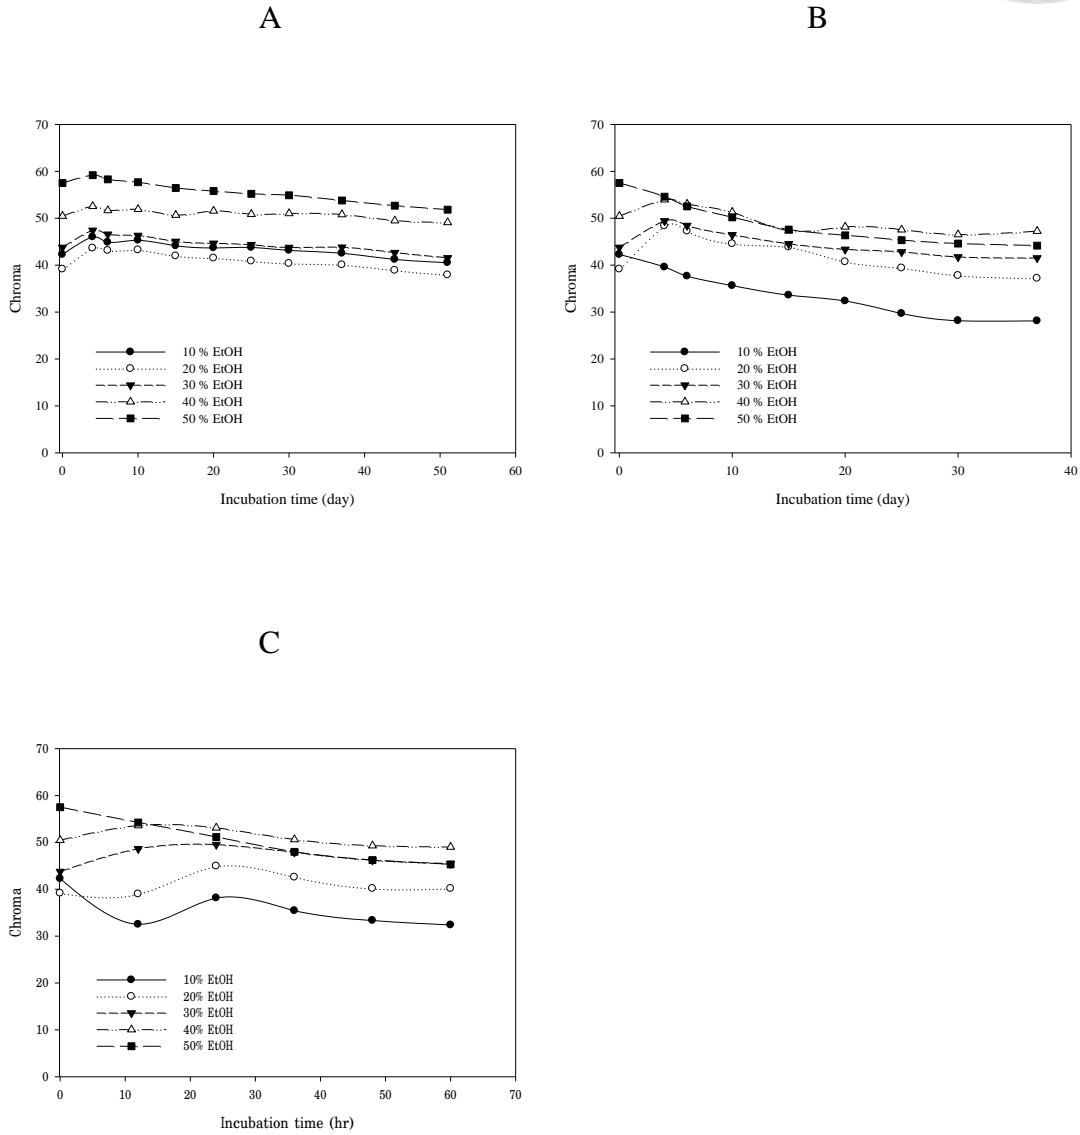 A
70
60
50
40
30
20
10
0
Chroma
10 % EtOH
20 % EtOH
30 % EtOH
40 % EtOH
50 % EtOH
0 10 20 30 40 50 60
Incubation time (day)
B
70
60
50
40
30
20
10
0
Chroma
10 % EtOH
20 % EtOH
30 % EtOH
40 % EtOH
50 % EtOH
0 10 20 30 40
Incubation time (day)
C
70
60
50
40
30
20
10
0
Chroma
10% EtOH
20% EtOH
30% EtOH
40% EtOH
50% EtOH
0 10 20 30 40 50 60 70
Incubation time (hr)